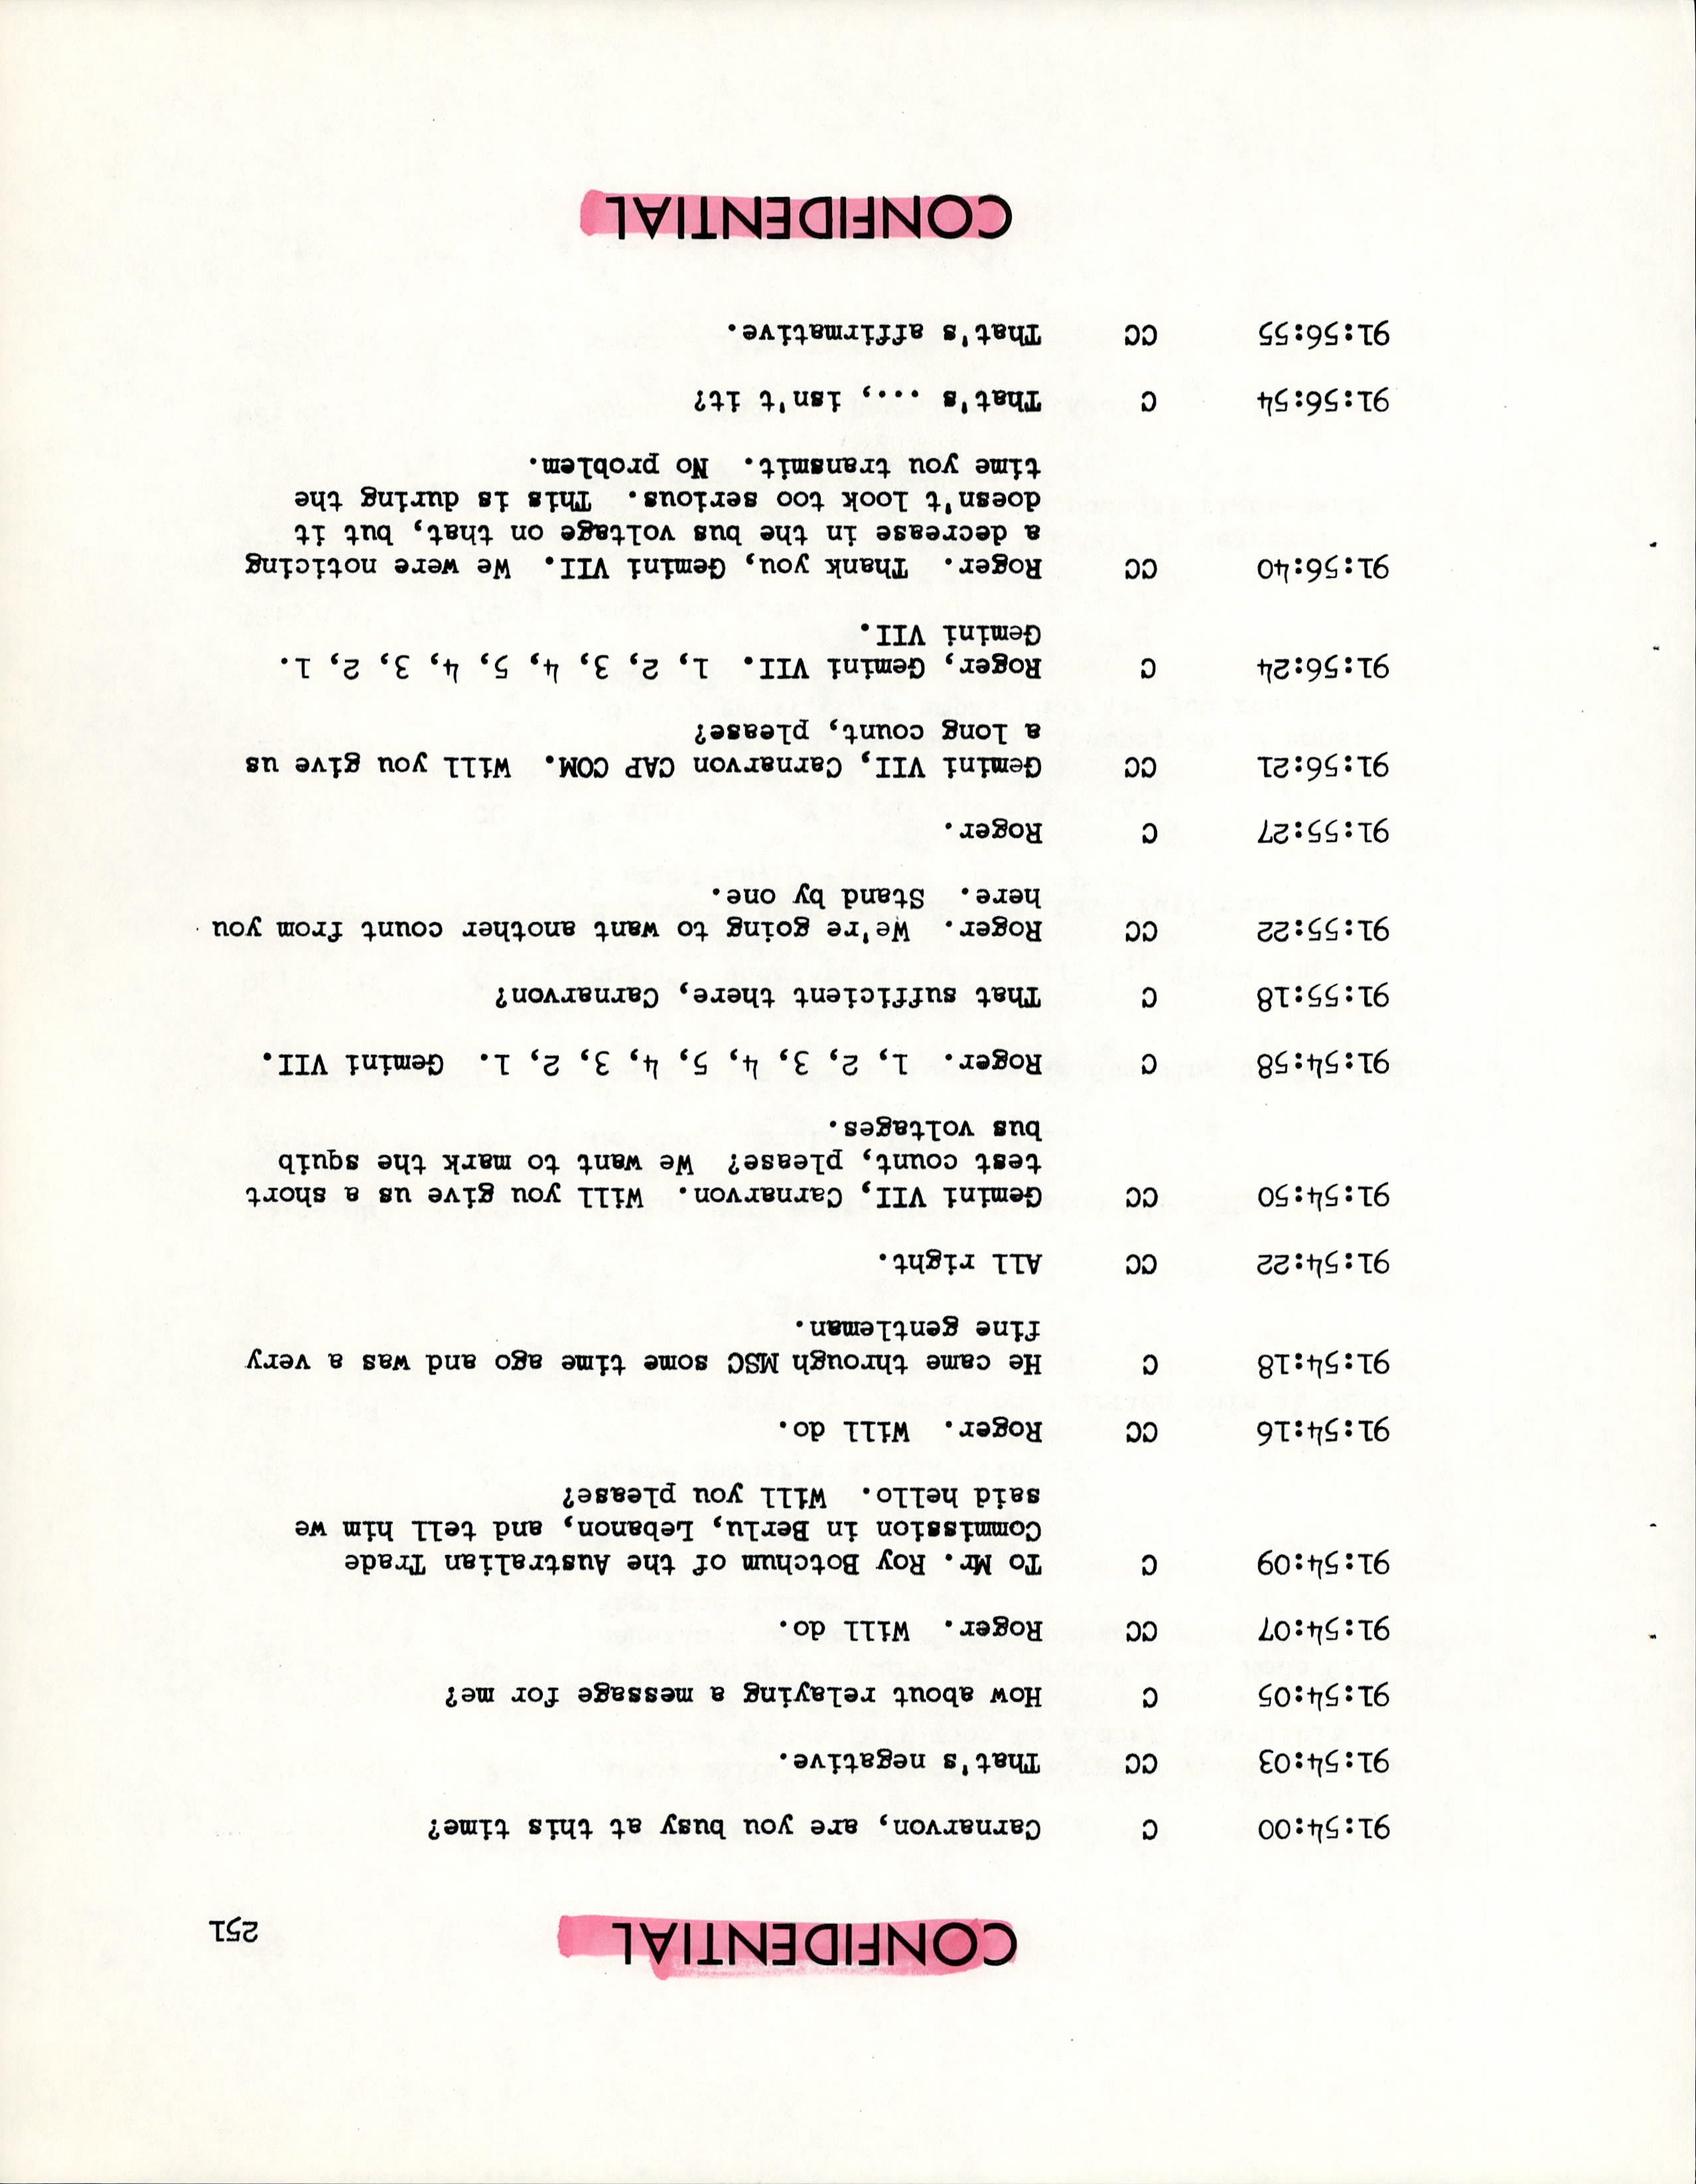 CONFIDENTIAL
251
91:54:00 C Carnarvon, are you busy at this time?
91:54:03 CC That's negative.
91:54:05 C How about relaying a message for me?
91:54:07 CC Roger. Will do.
91:54:09 C To Mr. Roy Botchum of the Australian Trade
Commission in Beriu, Lebanon, and tell him we
said hello. Will you please?
91:54:16 CC Roger. Will do.
91:54:18 C He came through MSC some time ago and was a very
fine gentleman.
91:54:22 CC All right.
91:54:50 CC Gemini VII, Carnarvon. Will you give us a short
test count, please? We want to mark the squib
bus voltages.
91:54:58 C Roger. 1, 2, 3, 4, 5, 4, 3, 2, 1. Gemini VII.
91:55:18 C That sufficient there, Carnarvon?
91:55:22 CC Roger. We're going to want another count from you
here. Stand by one.
91:55:27 C Roger.
91:56:21 CC Gemini VII, Carnarvon CAP COM. Will you give us
a long count, please?
91:56:24 C Roger, Gemini VII. 1, 2, 3, 4, 5, 4, 3, 2, 1.
Gemini VII.
91:56:40 CC Roger. Thank you, Gemini VII. We were noticing
a decrease in the bus voltage on that, but it
doesn't look too serious. This is during the
time you transmit. No problem.
91:56:54 C That's ..., isn't it?
91:56:55 CC That's affirmative.
CONFIDENTIAL